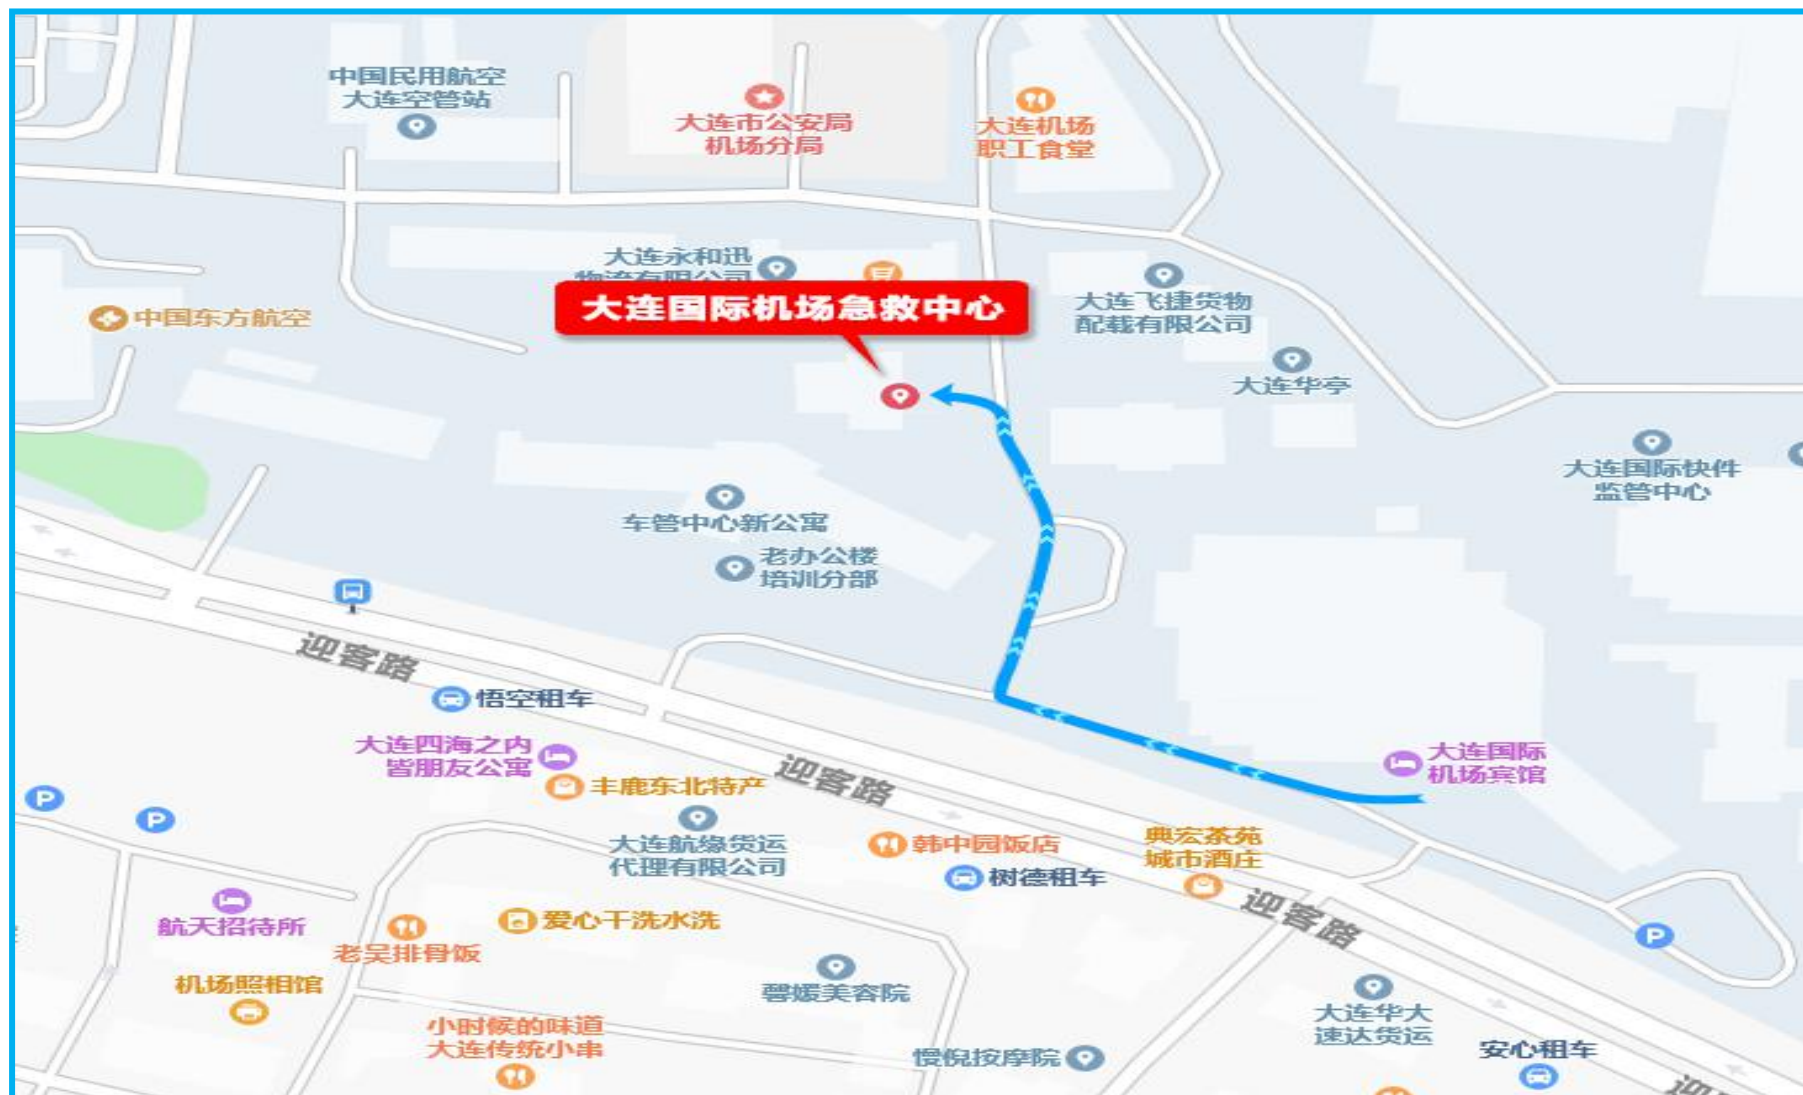 中国民用航空
大连空管站
大连市公安局
机场分局
大连机场
职工食堂
大连永和迅
物流有限公司
大连国际机场急救中心
大连飞捷货物
配载有限公司
中国东方航空
大连华亭
大连国际快件
监管中心
车管中心新公寓
老办公楼
培训分部
迎客路
悟空租车
大连四海之内
皆朋友公寓
丰鹿东北特产
迎客路
大连国际
机场宾馆
P
P
大连航缘货运
代理有限公司
韩中园饭店
典宏茶苑
城市酒庄
树德租车
迎客路
P
航天招待所
爱心干洗水洗
老吴排骨饭
机场照相馆
碧媛美容院
小时候的味道
大连传统小串
大连华大
速达货运
安心租车
按摩院
迎